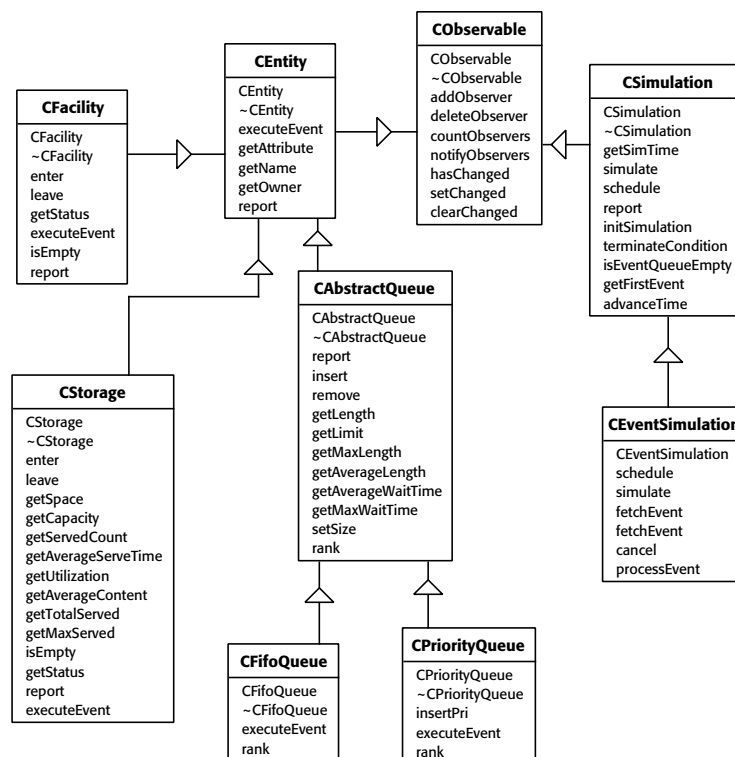 CObservable
CObservable
~CObservable
addObserver
deleteObserver
countObservers
notifyObservers
hasChanged
setChanged
clearChanged
CEntity
CEntity
~CEntity
executeEvent
getAttribute
getName
getOwner
report
CSimulation
CSimulation
~CSimulation
getSimTime
simulate
schedule
report
initSimulation
terminateCondition
isEventQueueEmpty
getFirstEvent
advanceTime
CFacility
CFacility
~CFacility
enter
leave
getStatus
executeEvent
isEmpty
report
CAbstractQueue
CAbstractQueue
~CAbstractQueue
report
insert
remove
getLength
getLimit
getMaxLength
getAverageLength
getAverageWaitTime
getMaxWaitTime
setSize
rank
CStorage
CStorage
~CStorage
enter
leave
getSpace
getCapacity
getServedCount
getAverageServeTime
getUtilization
getAverageContent
getTotalServed
getMaxServed
isEmpty
getStatus
report
executeEvent
CEventSimulation
CEventSimulation
schedule
simulate
fetchEvent
fetchEvent
cancel
processEvent
CFifoQueue
CFifoQueue
~CFifoQueue
executeEvent
rank
CPriorityQueue
CPriorityQueue
~CPriorityQueue
insertPri
executeEvent
rank